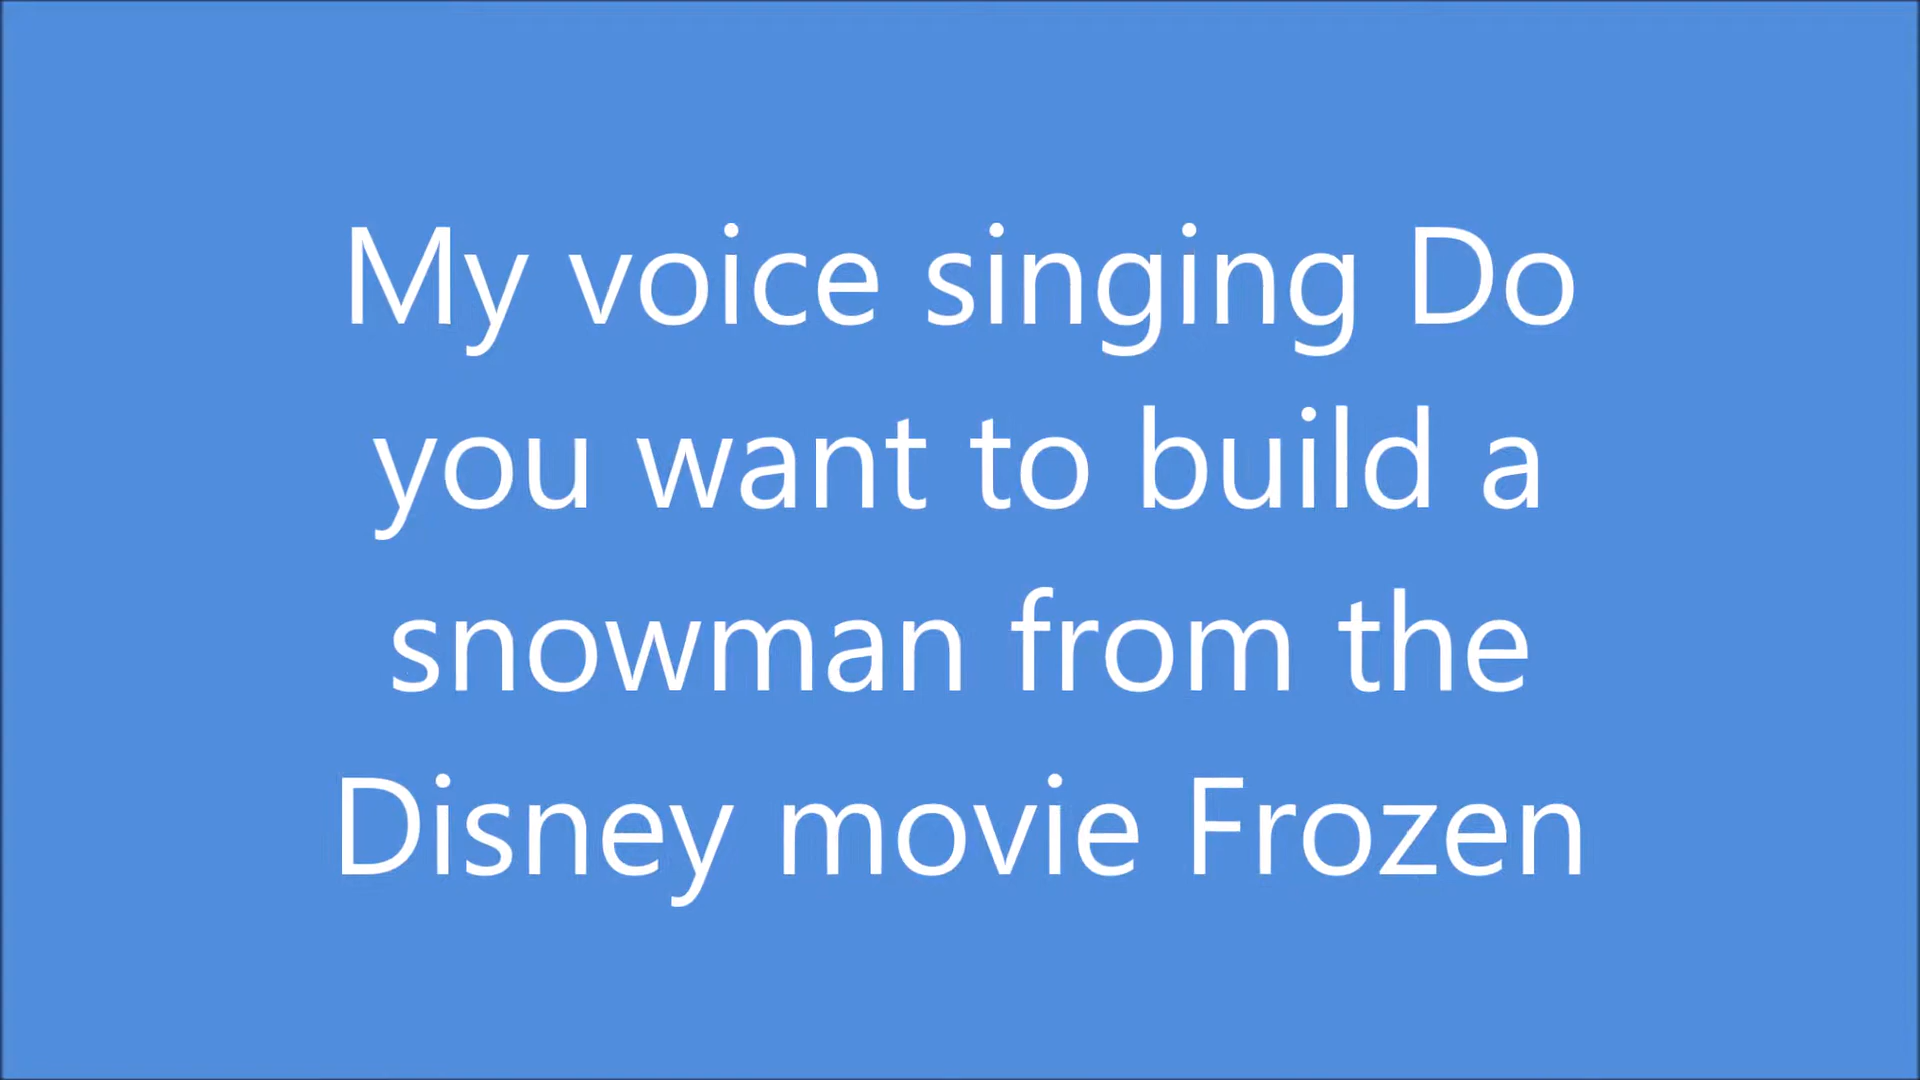 My voice singing Do
you want to build a
snowman from the
Disney movie Frozen